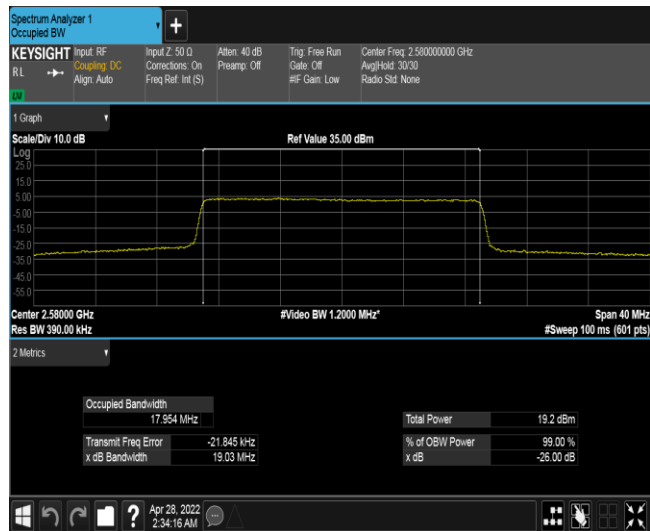 Spectrum Analyzer 1
Occupied BW
+
KEYSIGHT
RL
Input: RF
Coupling: DC
Align: Auto
Input Z: 50 Ω
Corrections: On
Freq Ref: Int (S)
Atten: 40 dB
Preamp: Off
Trig: Free Run
Gate: Off
#IF Gain: Low
Center Freq: 2.580000000 GHz
Avg|Hold: 30/30
Radio Std: None
1 Graph
Scale/Div 10.0 dB
Ref Value 35.00 dBm
Log
25.0
15.0
5.00
-5.00
-15.0
-25.0
-35.0
-45.0
-55.0
Center 2.58000 GHz
#Video BW 1.2000 MHz*
Span 40 MHz
Res BW 390.00 kHz
#Sweep 100 ms (601 pts)
2 Metrics
Occupied Bandwidth
17.954 MHz
Total Power 19.2 dBm
Transmit Freq Error -21.845 kHz
% of OBW Power 99.00 %
x dB Bandwidth 19.03 MHz
x dB -26.00 dB
?
Apr 28, 2022
2:34:16 AM